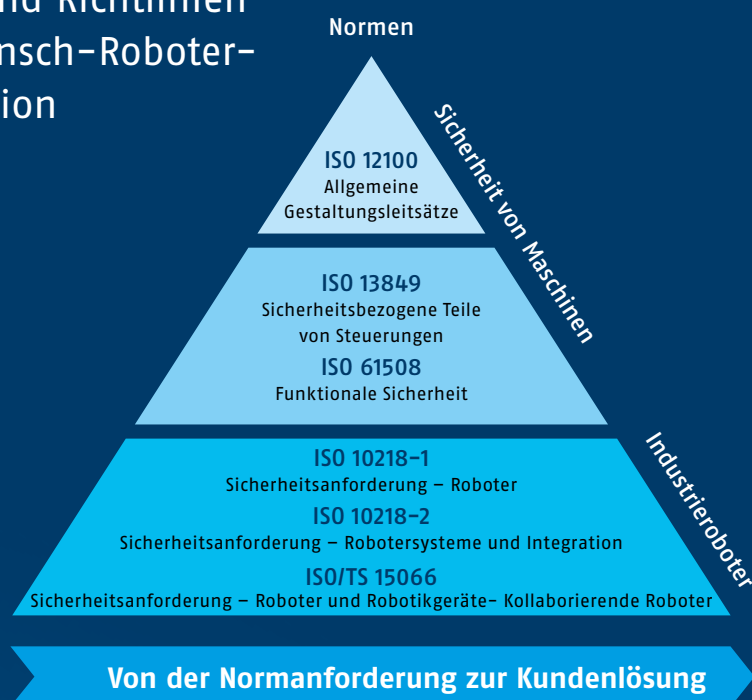 nd Richtlinien
nsch-Roboter-
ion
Normen
ISO 12100
Allgemeine
Gestaltungsleitsätze
Sicherheit von Maschinen
ISO 13849
Sicherheitsbezogene Teile
von Steuerungen
ISO 61508
Funktionale Sicherheit
Industrieroboter
ISO 10218-1
Sicherheitsanforderung – Roboter
ISO 10218-2
Sicherheitsanforderung – Robotersysteme und Integration
ISO/TS 15066
Sicherheitsanforderung – Roboter und Robotikgeräte- Kollaborierende Roboter
Von der Normanforderung zur Kundenlösung